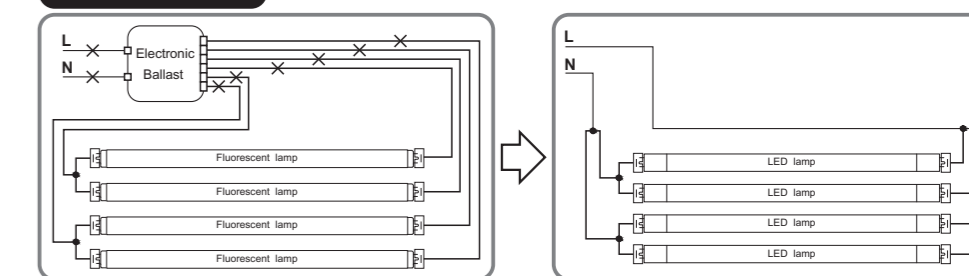 L
N
Electronic
Ballast
Fluorescent lamp
Fluorescent lamp
Fluorescent lamp
Fluorescent lamp
L
N
LED lamp
LED lamp
LED lamp
LED lamp